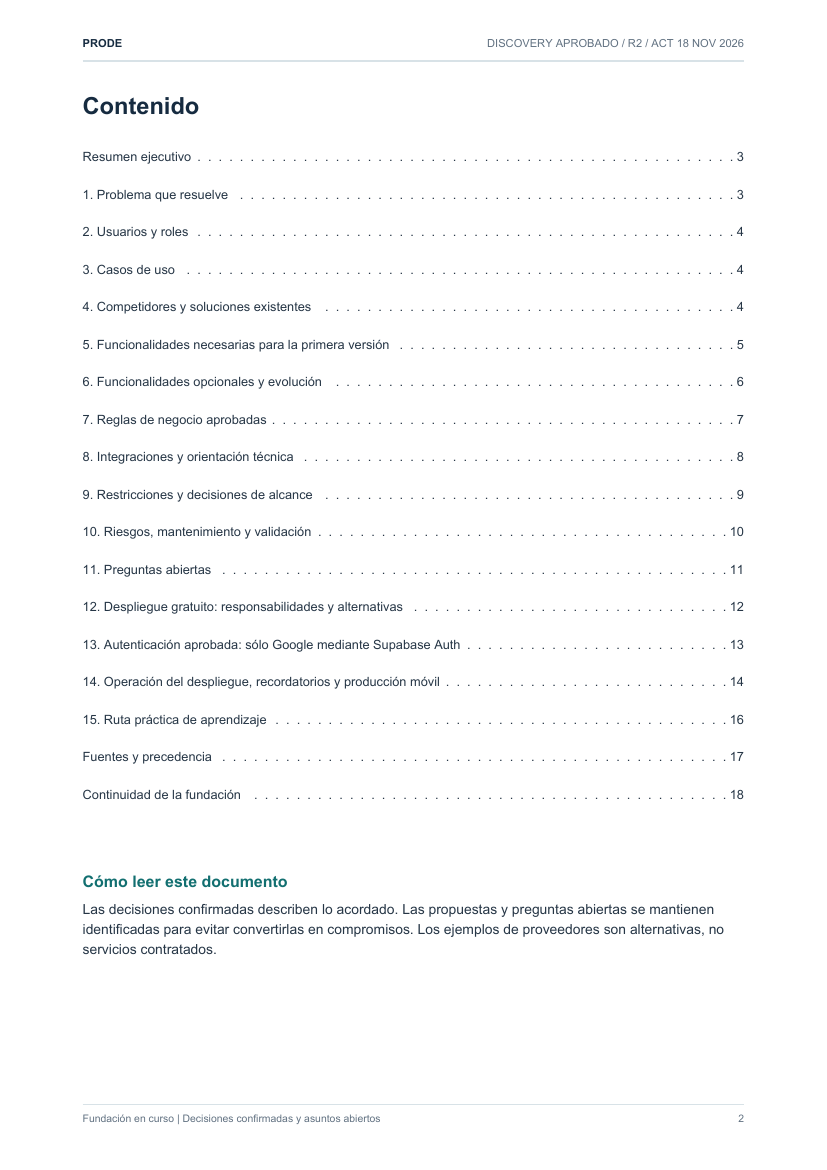 PRODE DISCOVERY APROBADO / R2 / ACT 18 NOV 2026
Contenido
Resumen ejecutivo . . . . . . . . . . . . . . . . . . . . . . . . . . . . . . . . . . . . . . . . . 3
1. Problema que resuelve . . . . . . . . . . . . . . . . . . . . . . . . . . . . . . . . . . . . . . 3
2. Usuarios y roles . . . . . . . . . . . . . . . . . . . . . . . . . . . . . . . . . . . . . . . . . 4
3. Casos de uso . . . . . . . . . . . . . . . . . . . . . . . . . . . . . . . . . . . . . . . . . . 4
4. Competidores y soluciones existentes . . . . . . . . . . . . . . . . . . . . . . . . . . . . . . . 4
5. Funcionalidades necesarias para la primera versión . . . . . . . . . . . . . . . . . . . . . . . . . . 5
6. Funcionalidades opcionales y evolución . . . . . . . . . . . . . . . . . . . . . . . . . . . . . . 6
7. Reglas de negocio aprobadas . . . . . . . . . . . . . . . . . . . . . . . . . . . . . . . . . . . 7
8. Integraciones y orientación técnica . . . . . . . . . . . . . . . . . . . . . . . . . . . . . . . . . 8
9. Restricciones y decisiones de alcance . . . . . . . . . . . . . . . . . . . . . . . . . . . . . . . 9
10. Riesgos, mantenimiento y validación . . . . . . . . . . . . . . . . . . . . . . . . . . . . . . . 10
11. Preguntas abiertas . . . . . . . . . . . . . . . . . . . . . . . . . . . . . . . . . . . . . . 11
12. Despliegue gratuito: responsabilidades y alternativas . . . . . . . . . . . . . . . . . . . . . . . . 12
13. Autenticación aprobada: sólo Google mediante Supabase Auth . . . . . . . . . . . . . . . . . . . . 13
14. Operación del despliegue, recordatorios y producción móvil . . . . . . . . . . . . . . . . . . . . . 14
15. Ruta práctica de aprendizaje . . . . . . . . . . . . . . . . . . . . . . . . . . . . . . . . . . 16
Fuentes y precedencia . . . . . . . . . . . . . . . . . . . . . . . . . . . . . . . . . . . . . . 17
Continuidad de la fundación . . . . . . . . . . . . . . . . . . . . . . . . . . . . . . . . . . . . 18
Cómo leer este documento
Las decisiones confirmadas describen lo acordado. Las propuestas y preguntas abiertas se mantienen
identificadas para evitar convertirlas en compromisos. Los ejemplos de proveedores son alternativas, no
servicios contratados.
Fundación en curso | Decisiones confirmadas y asuntos abiertos 2